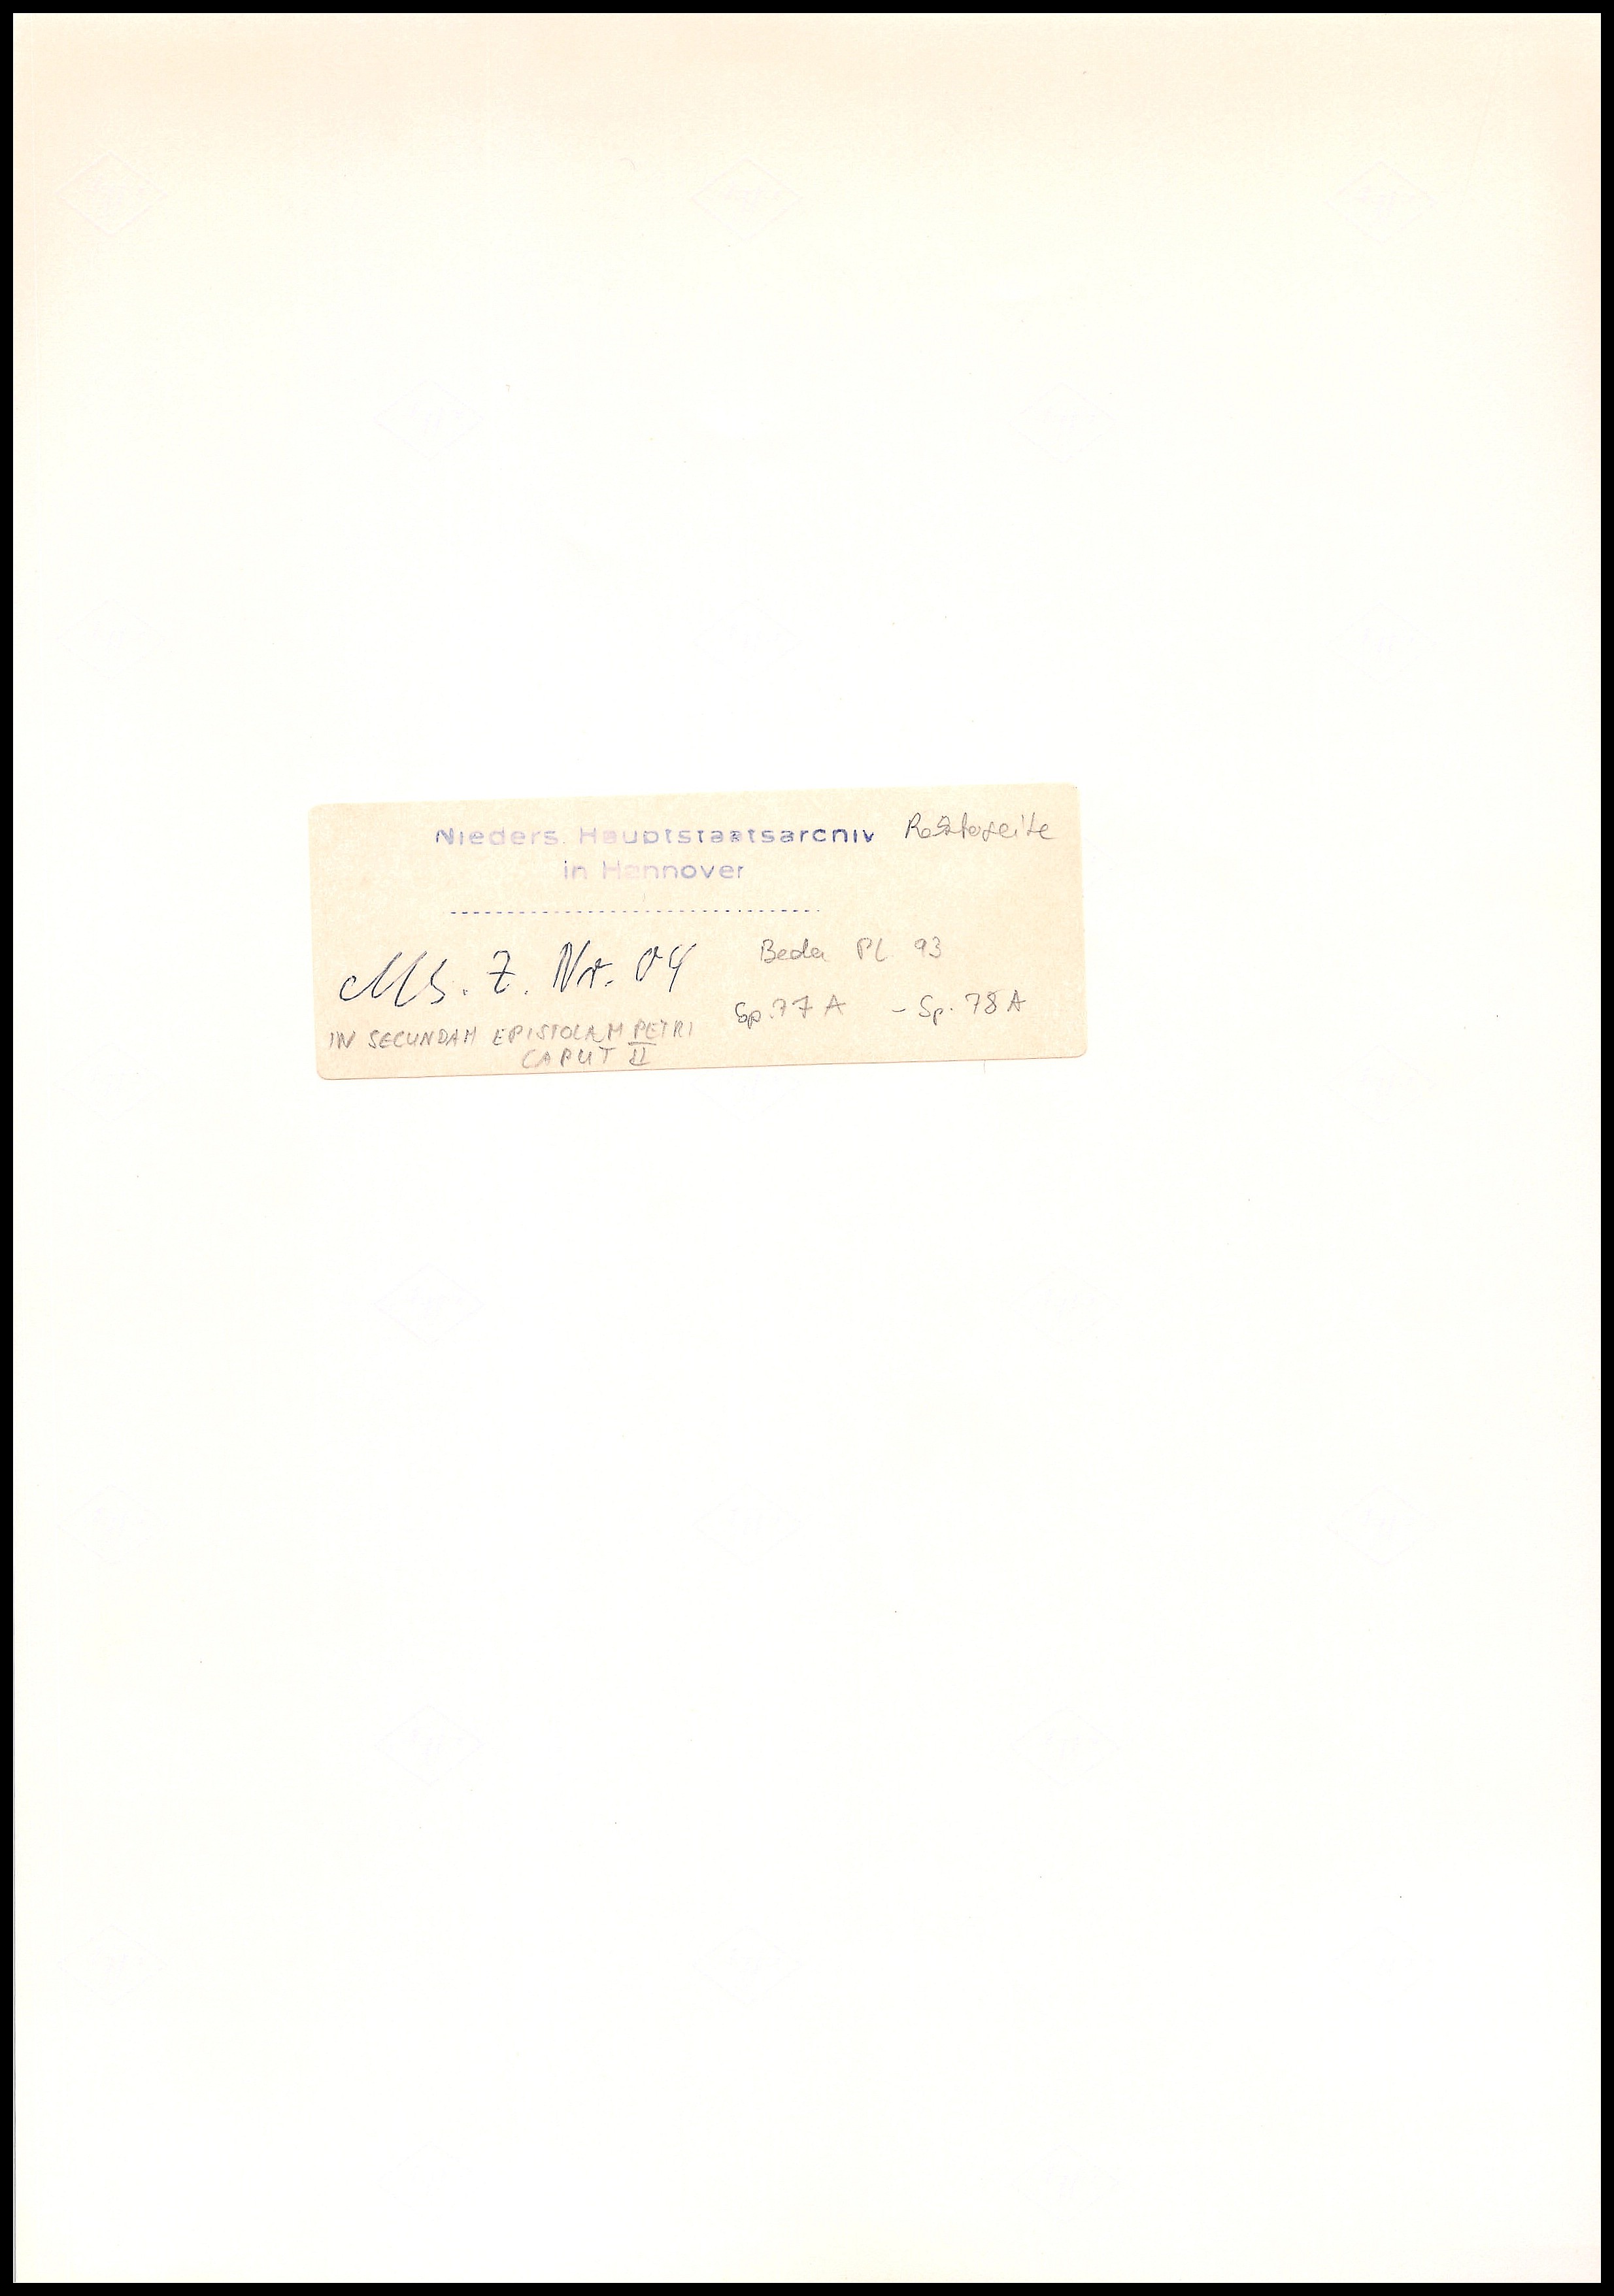 Nieders. Hauptstaatsarchiv
in Hannover
Ms. Z. Nr. 04
Beda PL 93
Sp. 77 A - Sp. 78 A
IN SECUNDAM EPISTOLAM PETRI
CAPUT II